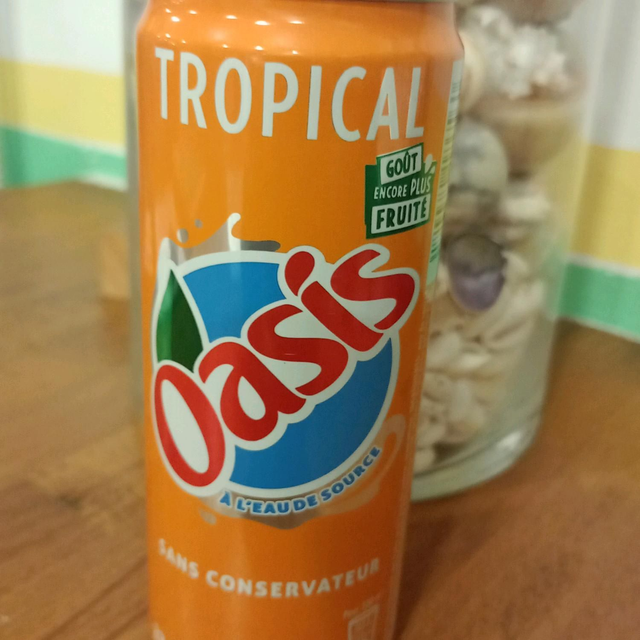 TROPICAL
GOÛT
ENCORE PLUS
FRUITÉ
Oasis
À L'EAU DE SOURCE
SANS CONSERVATEUR